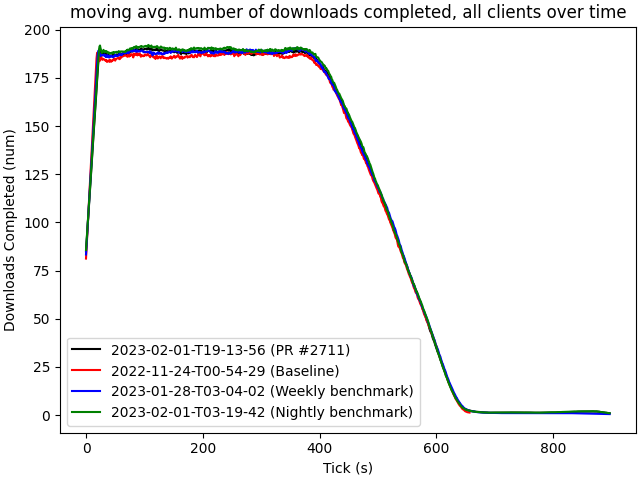 moving avg. number of downloads completed, all clients over time
Downloads Completed (num)
200
175
150
125
100
75
50
25
0
2023-02-01-T19-13-56 (PR #2711)
2022-11-24-T00-54-29 (Baseline)
2023-01-28-T03-04-02 (Weekly benchmark)
2023-02-01-T03-19-42 (Nightly benchmark)
0 200 400 600 800
Tick (s)